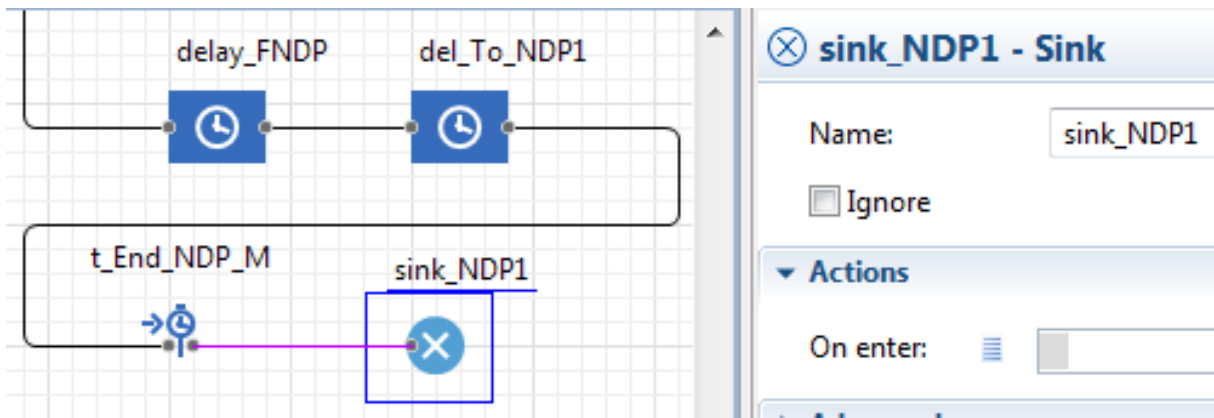 delay_FNDP
del_To_NDP1
t_End_NDP_M
sink_NDP1
sink_NDP1 - Sink
Name:
sink_NDP1
Ignore
Actions
On enter: